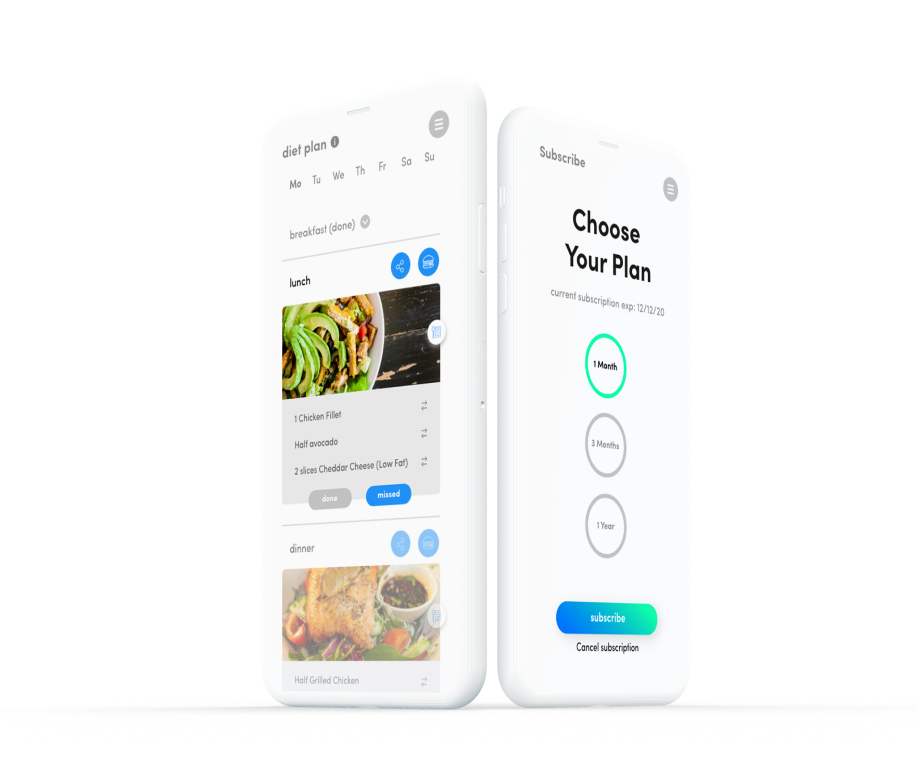 diet plan
Mo Tu We Th Fr Sa Su
breakfast (done)
lunch
1 Chicken Fillet
Half avocado
2 slices Cheddar Cheese (Low Fat)
done missed
dinner
Half Grilled Chicken
Subscribe
Choose
Your Plan
current subscription exp: 12/12/20
1 Month
3 Months
1 Year
subscribe
Cancel subscription